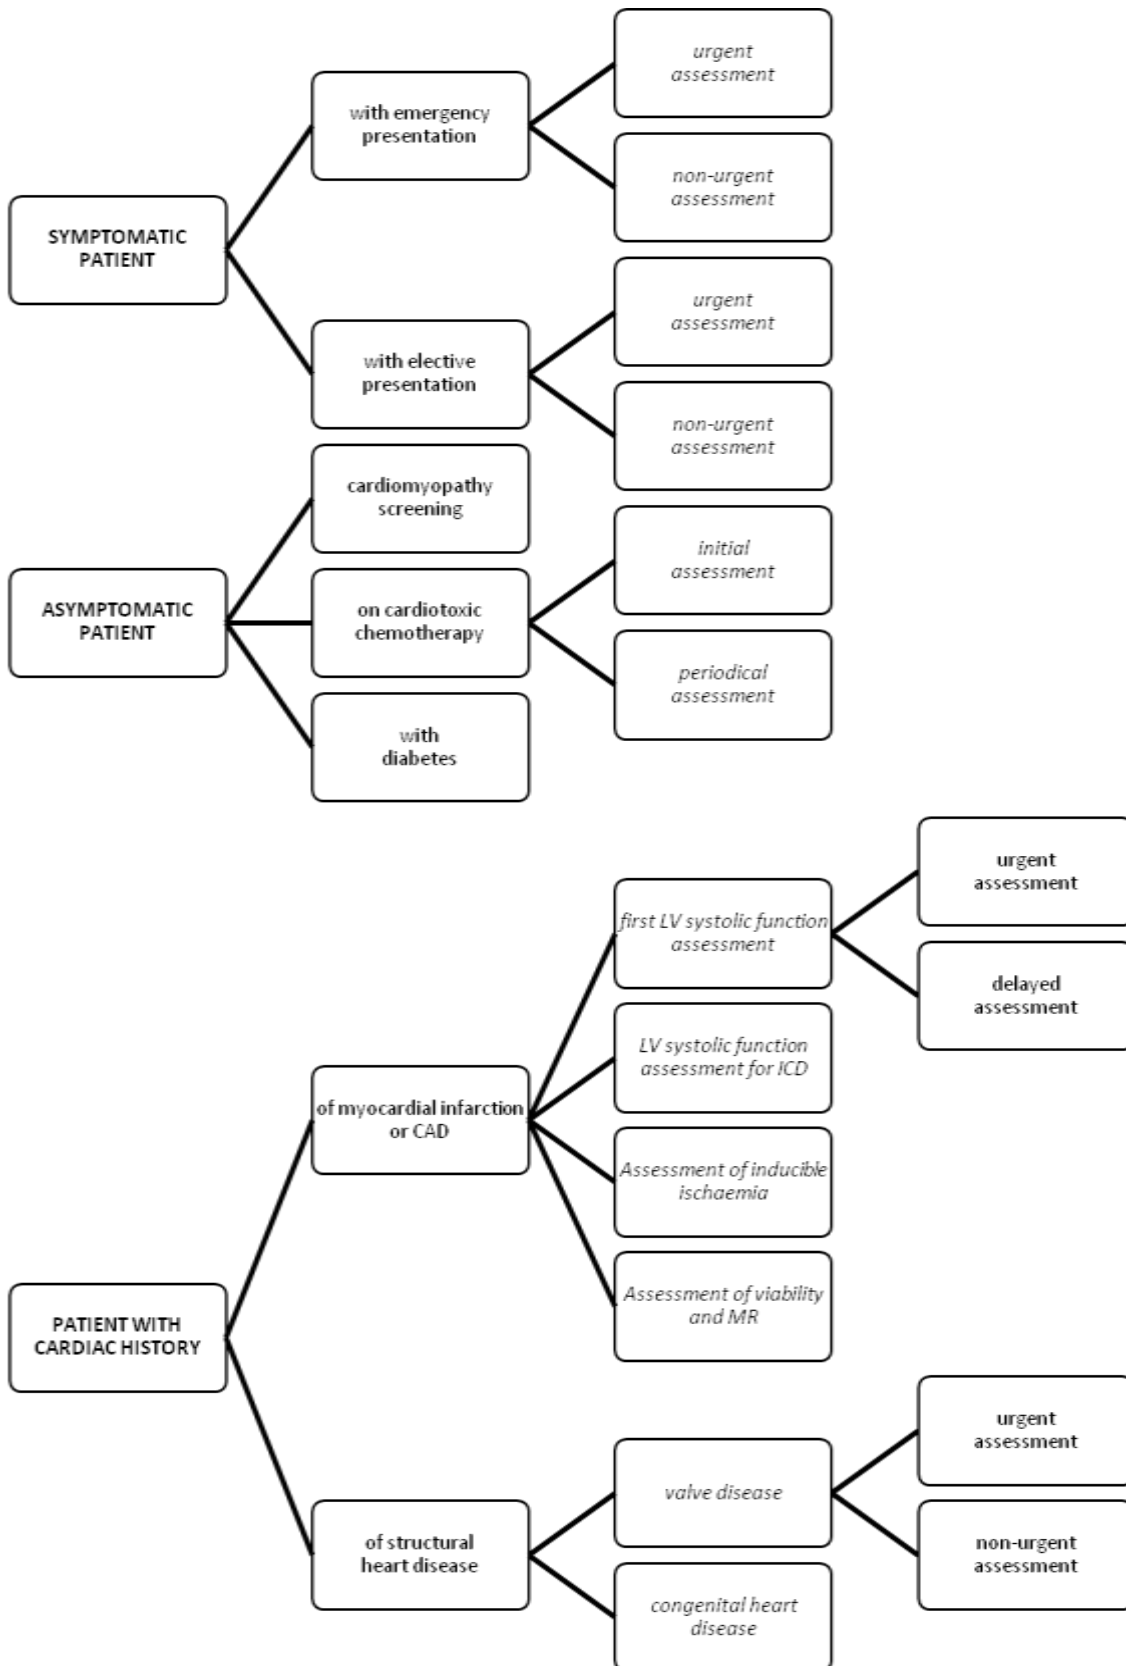 SYMPTOMATIC
PATIENT
with emergency
presentation
urgent
assessment
non-urgent
assessment
with elective
presentation
urgent
assessment
non-urgent
assessment
ASYMPTOMATIC
PATIENT
cardiomyopathy
screening
on cardiotoxic
chemotherapy
initial
assessment
periodical
assessment
with
diabetes
PATIENT WITH
CARDIAC HISTORY
of myocardial infarction
or CAD
first LV systolic function
assessment
urgent
assessment
delayed
assessment
LV systolic function
assessment for ICD
Assessment of inducible
ischaemia
Assessment of viability
and MR
of structural
heart disease
valve disease
urgent
assessment
non-urgent
assessment
congenital heart
disease